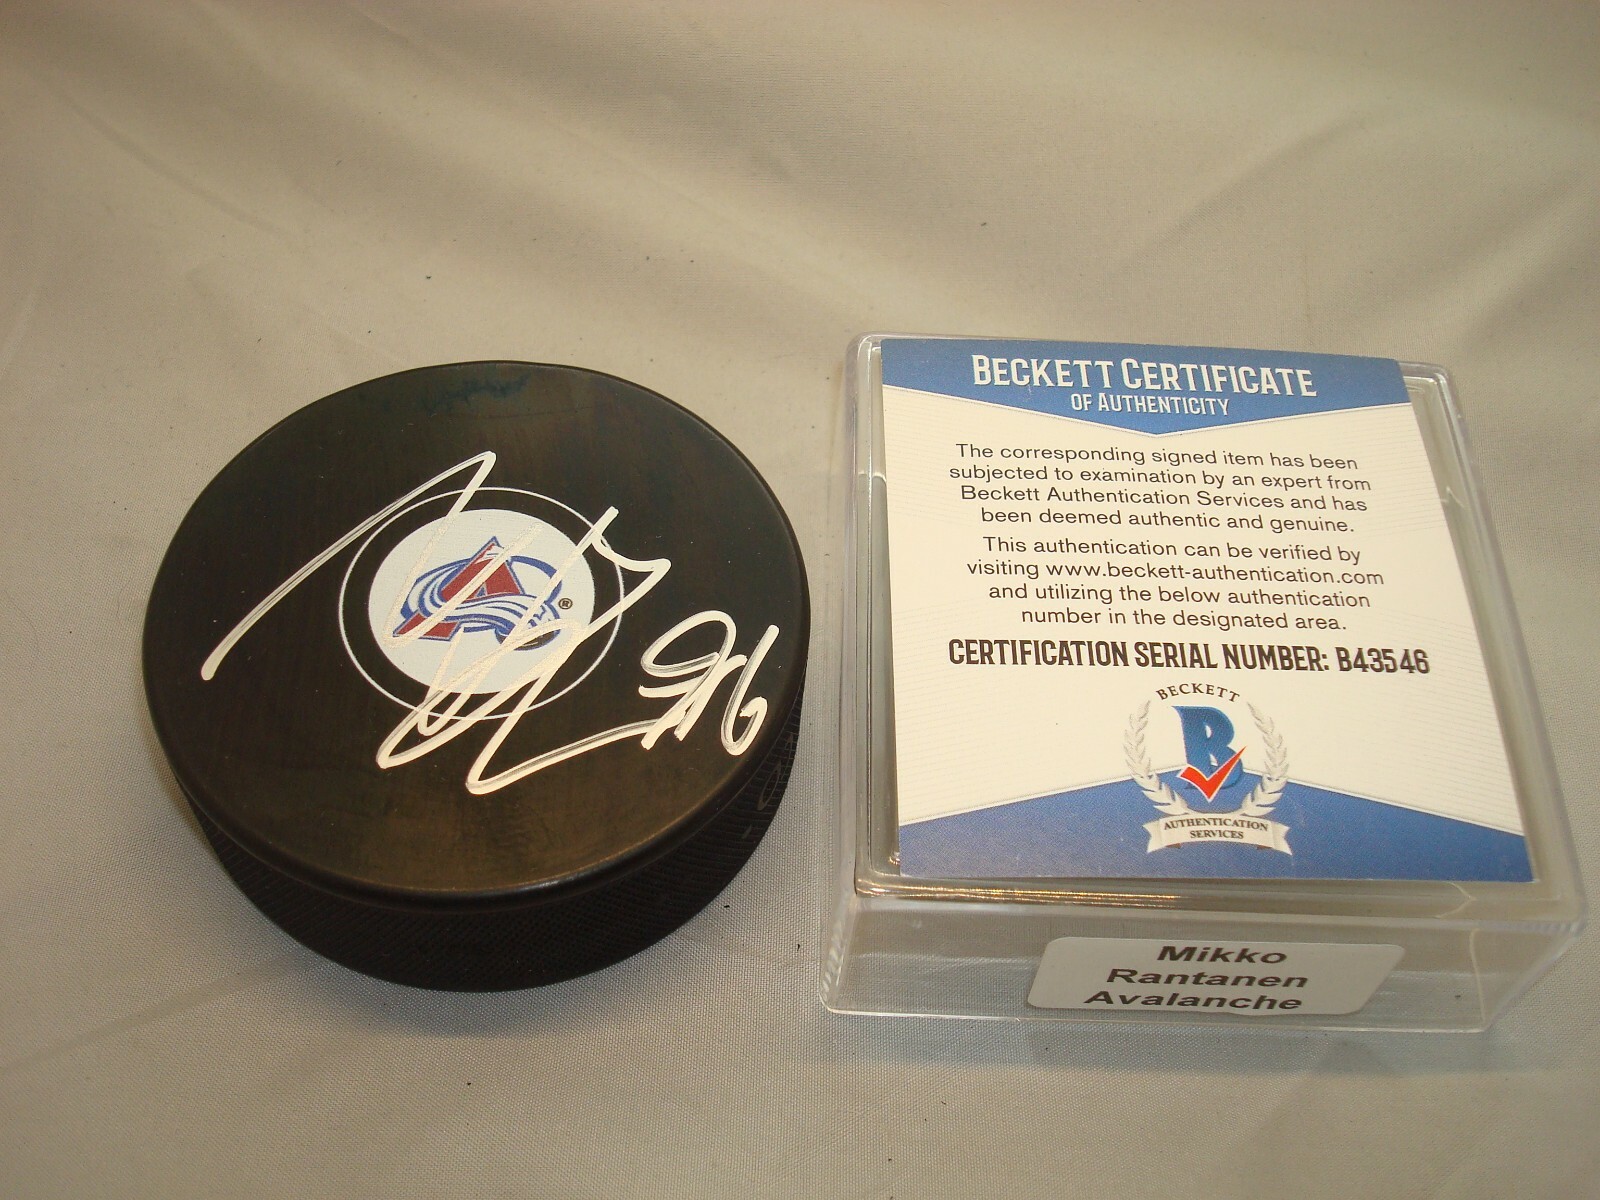 #96
®
BECKETT CERTIFICATE
OF AUTHENTICITY
The corresponding signed item has been
subjected to examination by an expert from
Beckett Authentication Services and has
been deemed authentic and genuine.
This authentication can be verified by
visiting www.beckett-authentication.com
and utilizing the below authentication
number in the designated area.
CERTIFICATION SERIAL NUMBER: B43546
BECKETT
B
AUTHENTICATION
SERVICES
Mikko
Rantanen
Avalanche